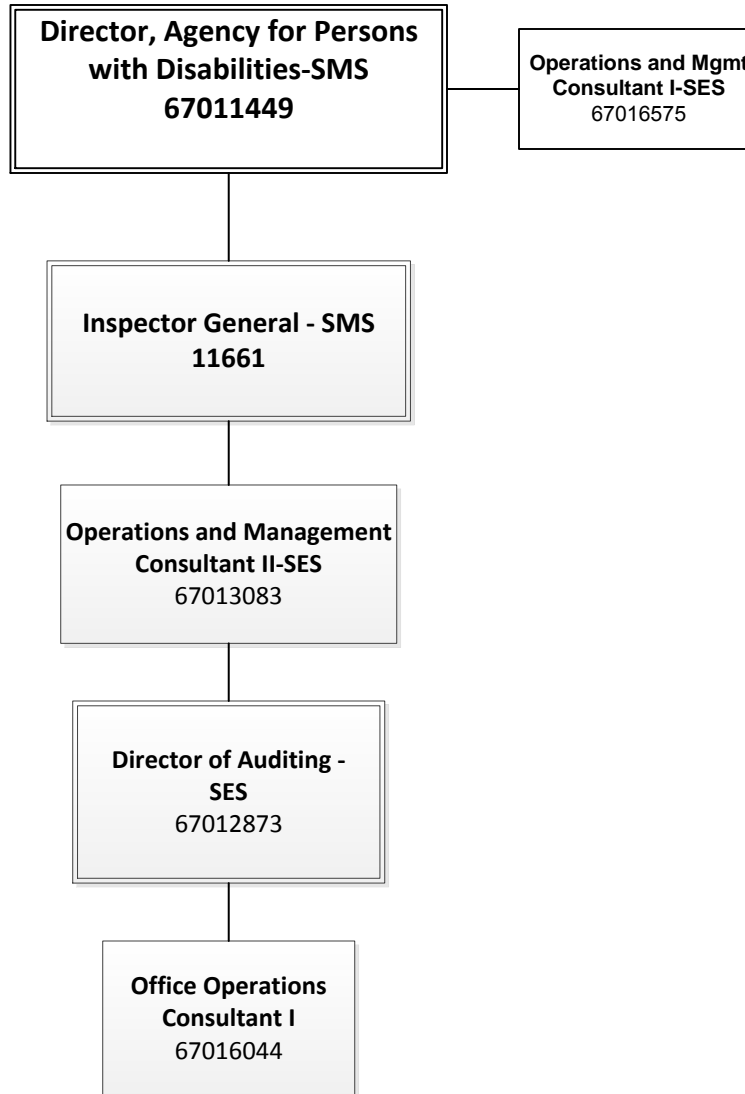 Director, Agency for Persons
with Disabilities-SMS
67011449
Operations and Mgmt
Consultant I-SES
67016575
Inspector General - SMS
11661
Operations and Management
Consultant II-SES
67013083
Director of Auditing -
SES
67012873
Office Operations
Consultant I
67016044